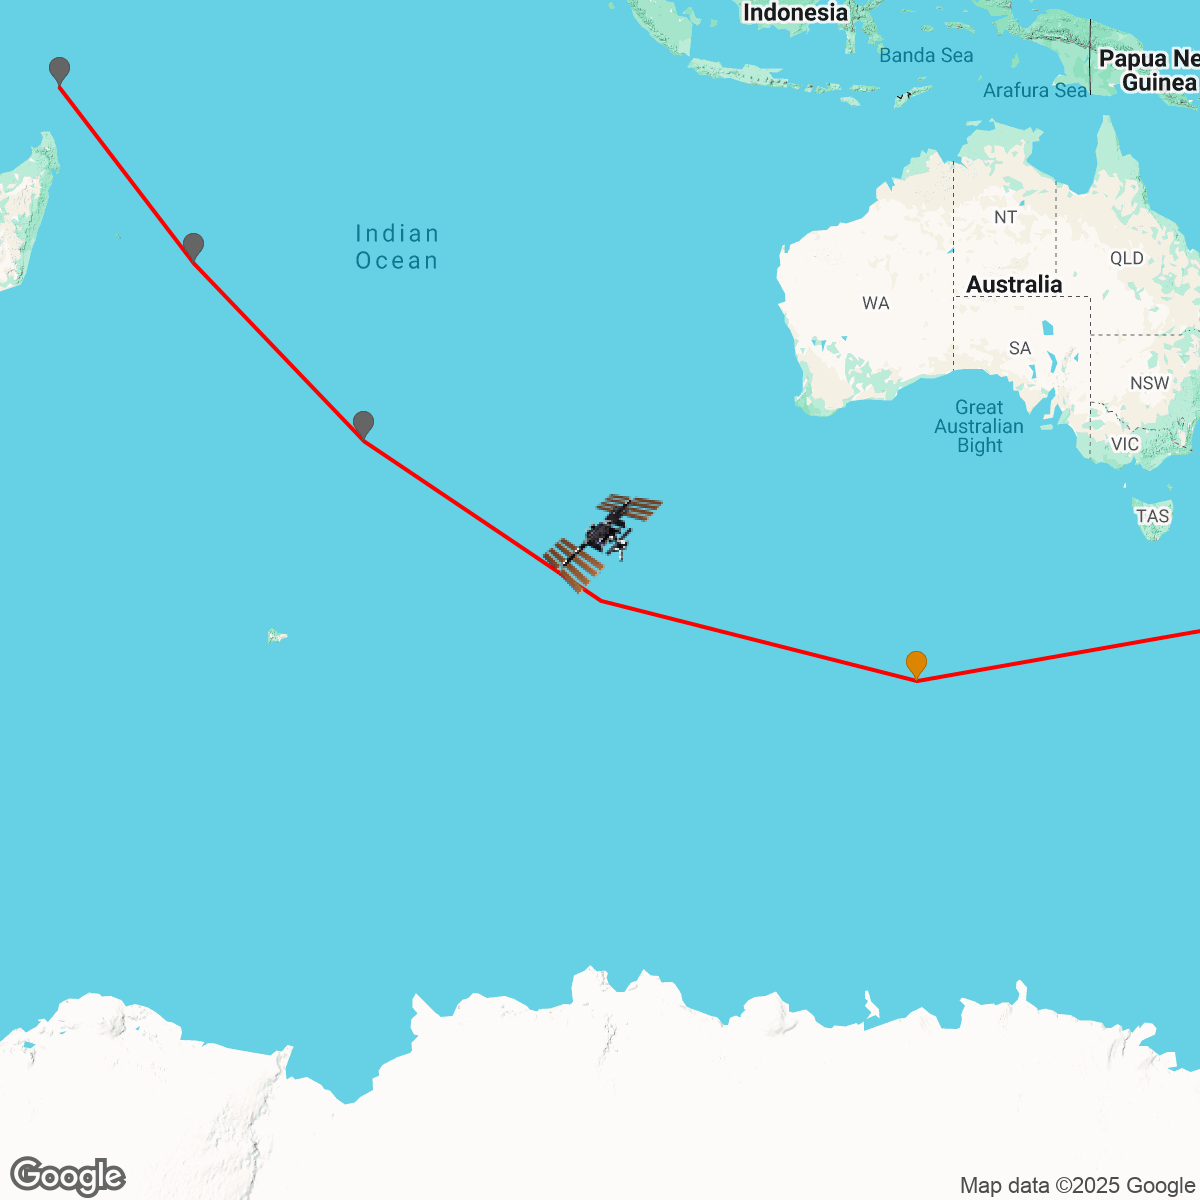 Indonesia
Banda Sea
Papua Ne
Guinea
Arafura Sea
Indian
Ocean
NT
QLD
Australia
WA
SA
NSW
Great
Australian
Bight
VIC
TAS
Google
Map data ©2025 Google